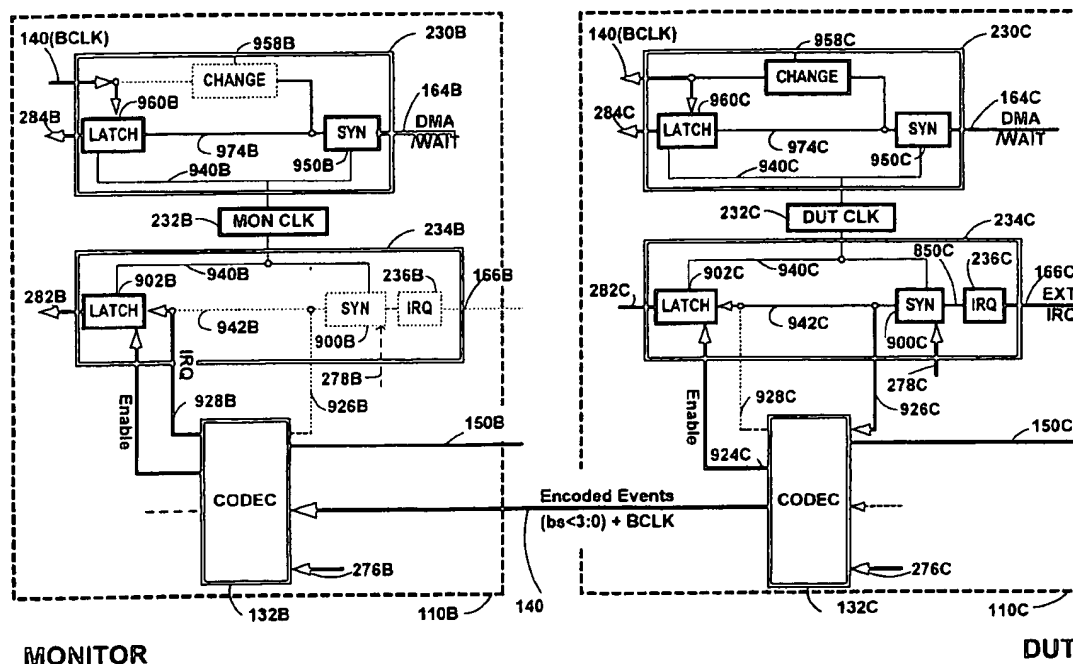 140(BCLK)
958B
230B
CHANGE
960B
164B
284B
LATCH
SYN
DMA
/WAIT
974B
950B
940B
232B
MON CLK
234B
902B
940B
236B
166B
282B
LATCH
SYN
IRQ
942B
900B
IRQ
278B
Enable
928B
926B
150B
CODEC
276B
132B
110B
MONITOR
Encoded Events
(bs<3:0) + BCLK
140
140(BCLK)
958C
230C
CHANGE
960C
164C
284C
LATCH
SYN
DMA
/WAIT
974C
950C
940C
232C
DUT CLK
234C
850C
902C
940C
236C
166C
282C
LATCH
SYN
IRQ
EXT
IRQ
942C
900C
278C
Enable
928C
926C
150C
924C
CODEC
276C
132C
110C
DUT